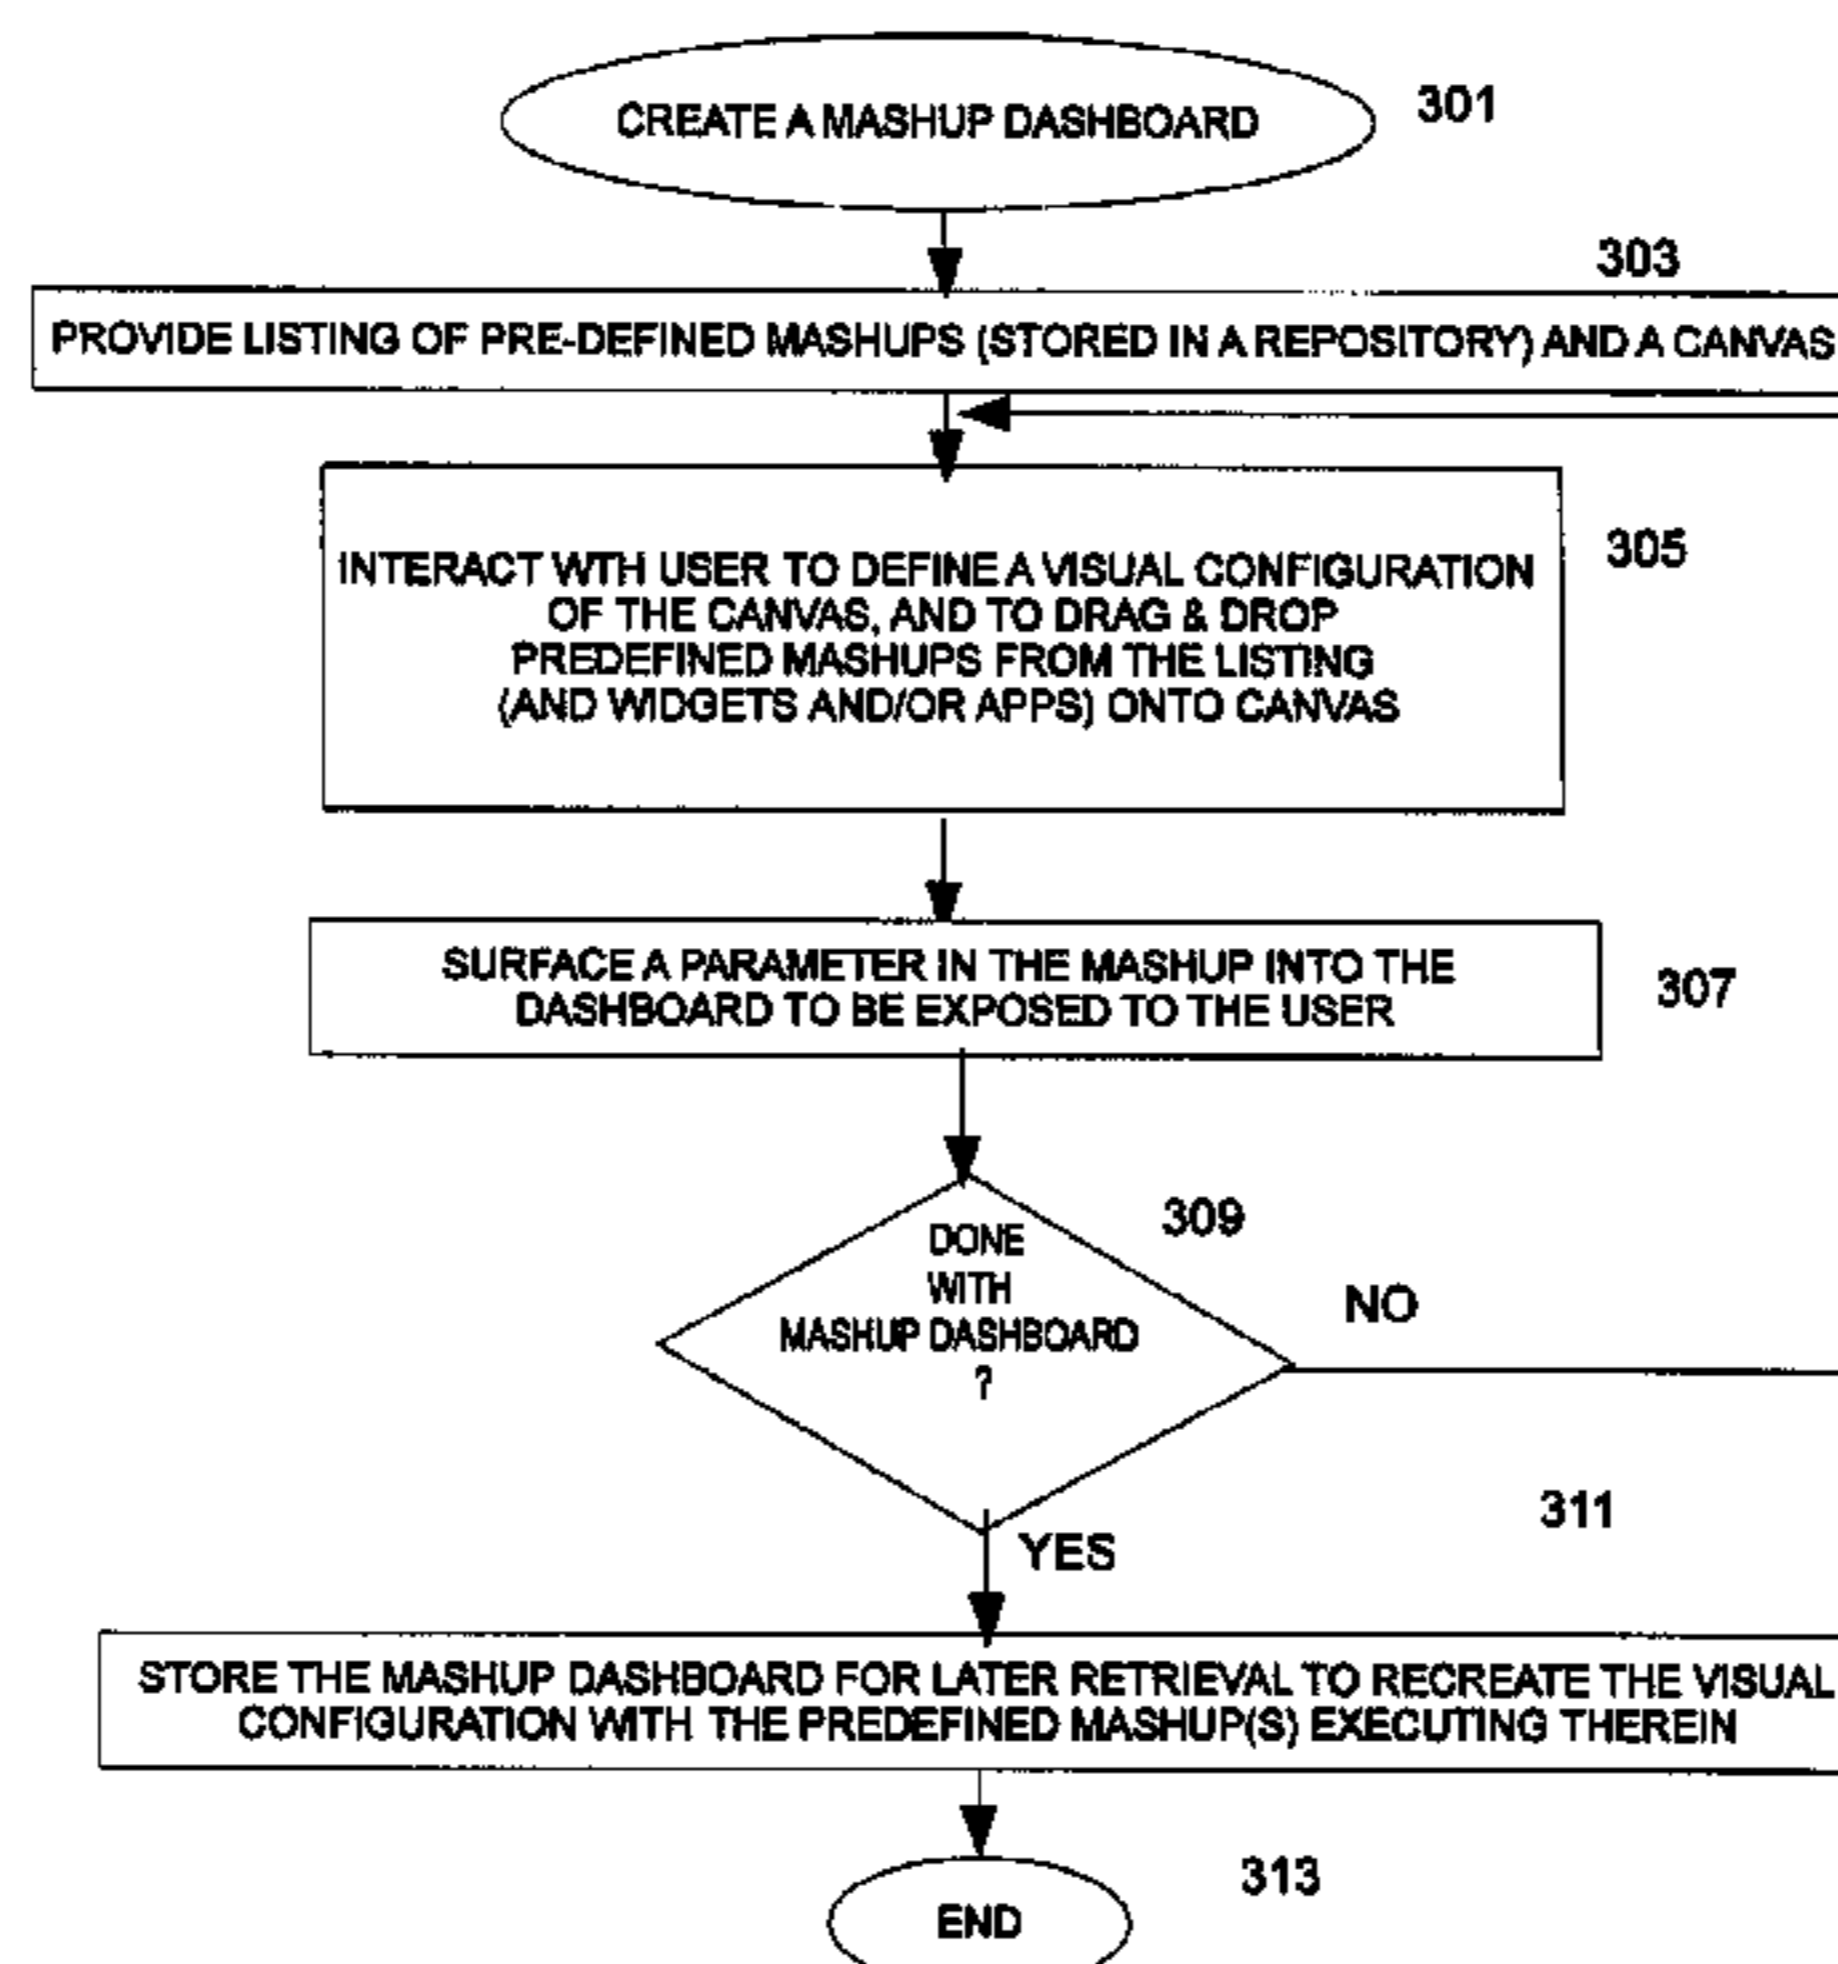 CREATE A MASHUP DASHBOARD
301
303
PROVIDE LISTING OF PRE-DEFINED MASHUPS (STORED IN A REPOSITORY) AND A CANVAS
305
INTERACT WTH USER TO DEFINE A VISUAL CONFIGURATION
OF THE CANVAS, AND TO DRAG & DROP
PREDEFINED MASHUPS FROM THE LISTING
(AND WIDGETS AND/OR APPS) ONTO CANVAS
SURFACE A PARAMETER IN THE MASHUP INTO THE
DASHBOARD TO BE EXPOSED TO THE USER
307
309
DONE
WITH
MASHUP DASHBOARD
?
NO
311
YES
STORE THE MASHUP DASHBOARD FOR LATER RETRIEVAL TO RECREATE THE VISUAL
CONFIGURATION WITH THE PREDEFINED MASHUP(S) EXECUTING THEREIN
313
END